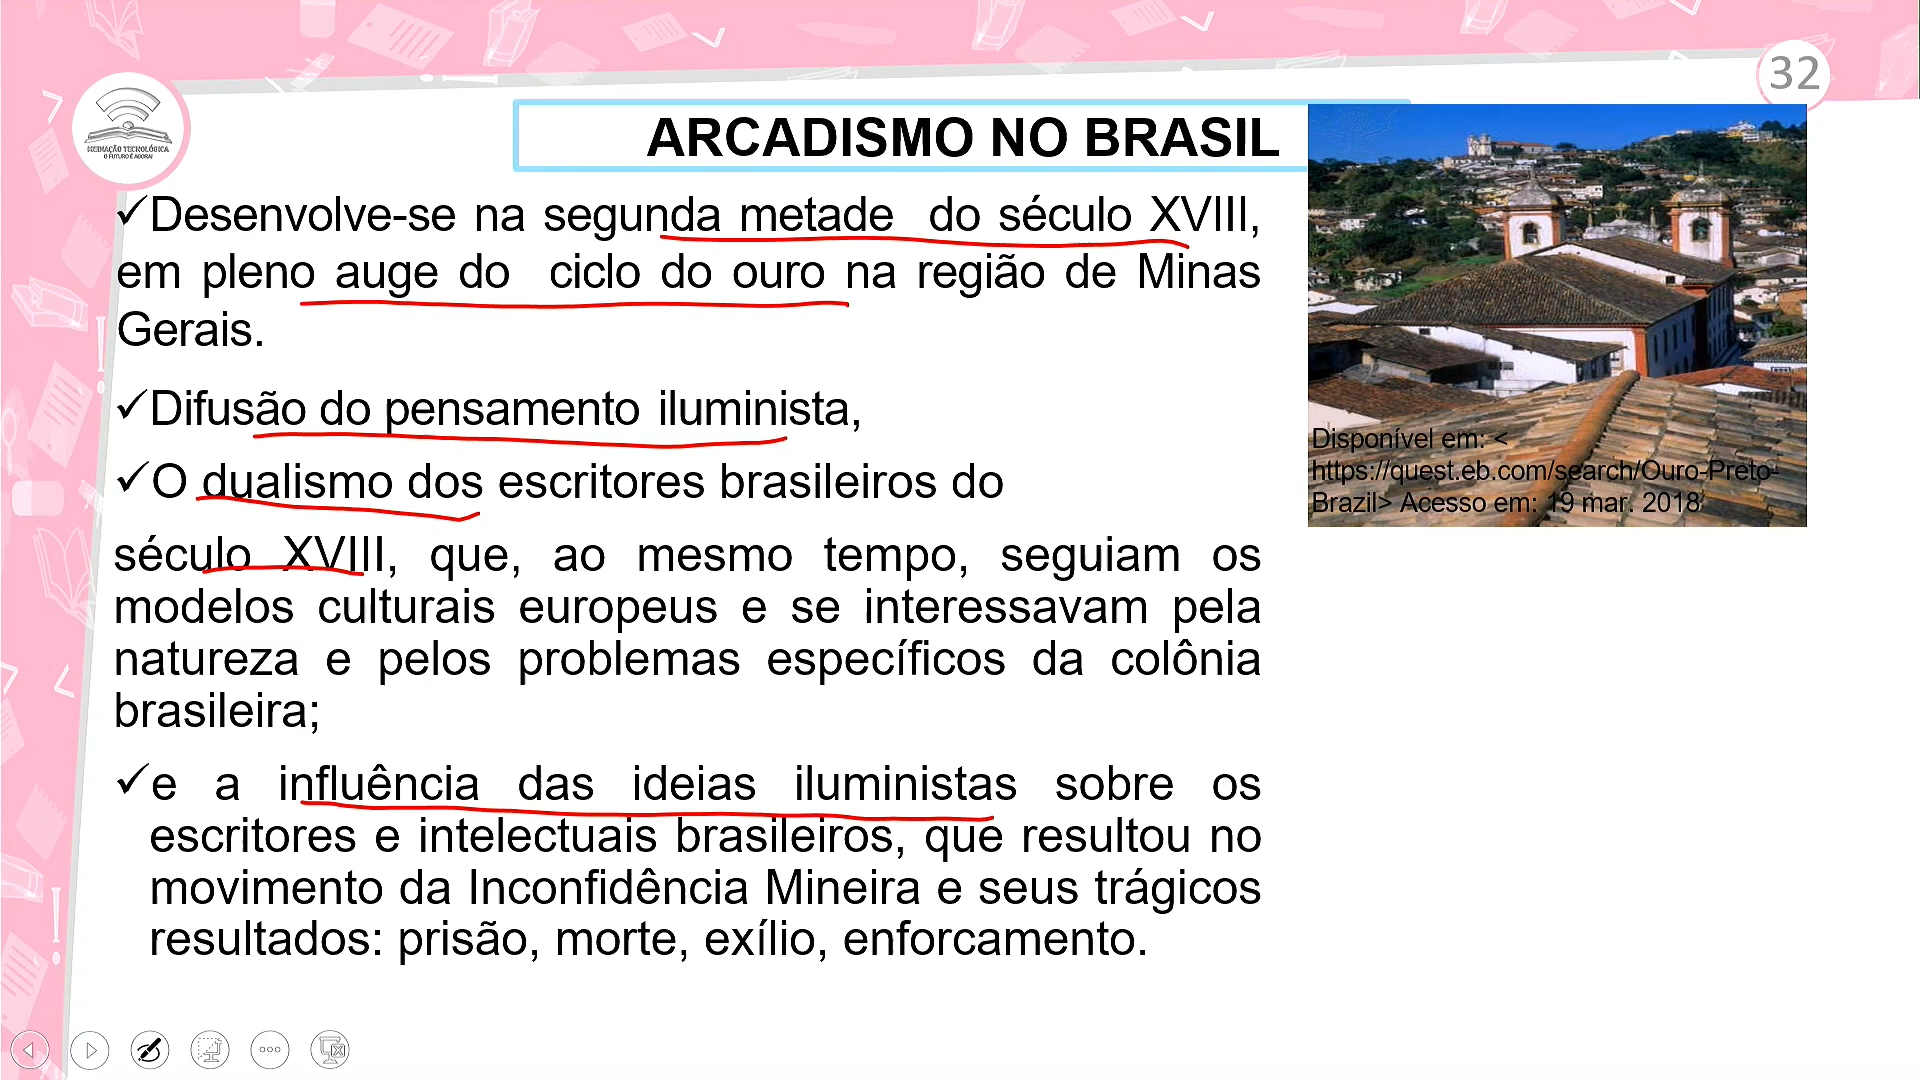 32
MEDIAÇÃO TECNOLÓGICA
O FUTURO É AGORA!
ARCADISMO NO BRASIL
✓Desenvolve-se na segunda metade do século XVIII,
em pleno auge do ciclo do ouro na região de Minas
Gerais.
✓Difusão do pensamento iluminista,
✓O dualismo dos escritores brasileiros do
século XVIII, que, ao mesmo tempo, seguiam os
modelos culturais europeus e se interessavam pela
natureza e pelos problemas específicos da colônia
brasileira;
✓e a influência das ideias iluministas sobre os
escritores e intelectuais brasileiros, que resultou no
movimento da Inconfidência Mineira e seus trágicos
resultados: prisão, morte, exílio, enforcamento.
Disponível em: <
https://quest.eb.com/search/Ouro-Preto-
Brazil> Acesso em: 19 mar. 2018